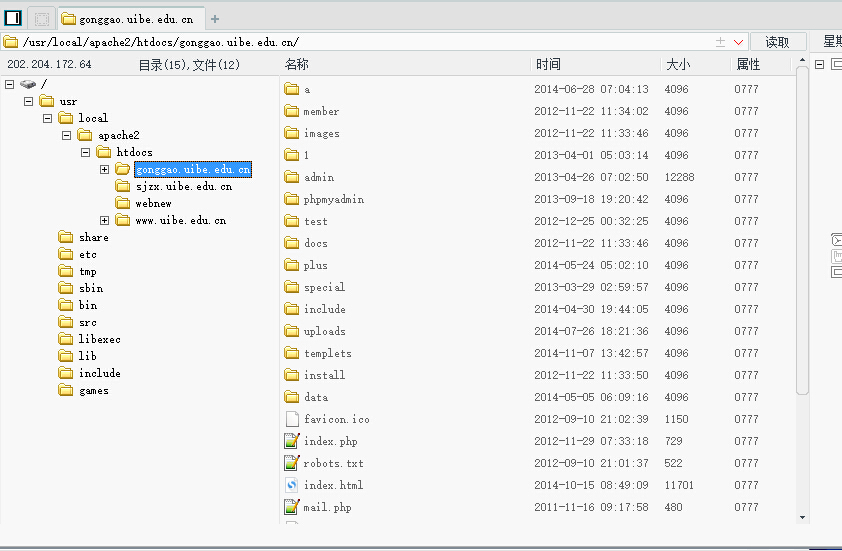 gonggao.uibe.edu.cn
/usr/local/apache2/htdocs/gonggao.uibe.edu.cn/ 读取
202.204.172.64 目录(15),文件(12) 名称 时间 大小 属性
/
usr
local
apache2
htdocs
gonggao.uibe.edu.cn
sjzx.uibe.edu.cn
webnew
www.uibe.edu.cn
share
etc
tmp
sbin
bin
src
libexec
lib
include
games
a 2014-06-28 07:04:13 4096 0777
member 2012-11-22 11:34:02 4096 0777
images 2012-11-22 11:33:46 4096 0777
1 2013-04-01 05:03:14 4096 0777
admin 2013-04-26 07:02:50 12288 0777
phpmyadmin 2013-09-18 19:20:42 4096 0777
test 2012-12-25 00:32:25 4096 0777
docs 2012-11-22 11:33:46 4096 0777
plus 2014-05-24 05:02:10 4096 0777
special 2013-03-29 02:59:57 4096 0777
include 2014-04-30 19:44:05 4096 0777
uploads 2014-07-26 18:21:36 4096 0777
templets 2014-11-07 13:42:57 4096 0777
install 2012-11-22 11:33:50 4096 0777
data 2014-05-05 06:09:16 4096 0777
favicon.ico 2012-09-10 21:02:39 1150 0777
index.php 2012-11-29 07:33:18 729 0777
robots.txt 2012-09-10 21:01:37 522 0777
index.html 2014-10-15 08:49:09 11701 0777
mail.php 2011-11-16 09:17:58 480 0777